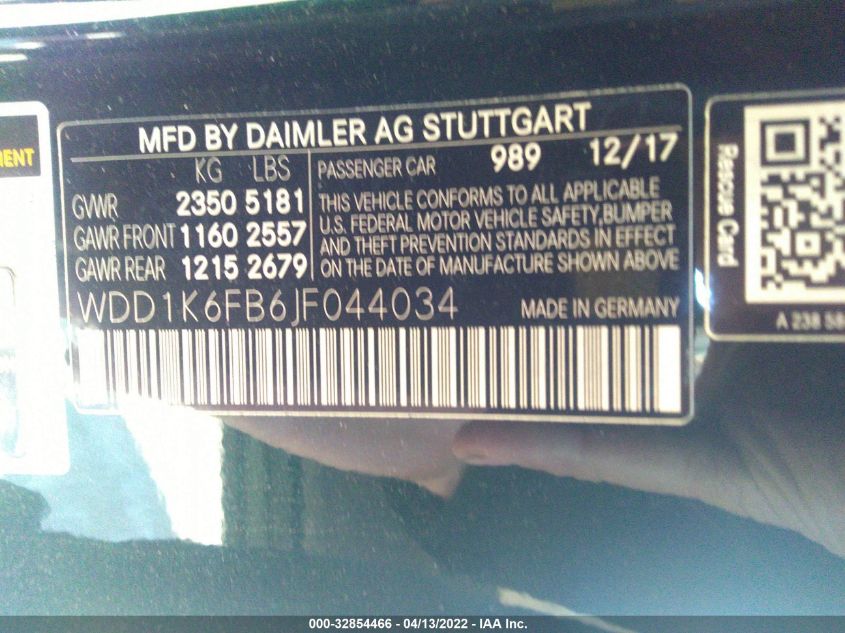 MENT
MFD BY DAIMLER AG STUTTGART
KG LBS
GVWR 2350 5181
GAWR FRONT 1160 2557
GAWR REAR 1215 2679
PASSENGER CAR 989 12/17
THIS VEHICLE CONFORMS TO ALL APPLICABLE
U.S. FEDERAL MOTOR VEHICLE SAFETY,BUMPER
AND THEFT PREVENTION STANDARDS IN EFFECT
ON THE DATE OF MANUFACTURE SHOWN ABOVE
WDD1K6FB6JF044034 MADE IN GERMANY
Rescue Card
A 238 58
000-32854466 - 04/13/2022 - IAA Inc.